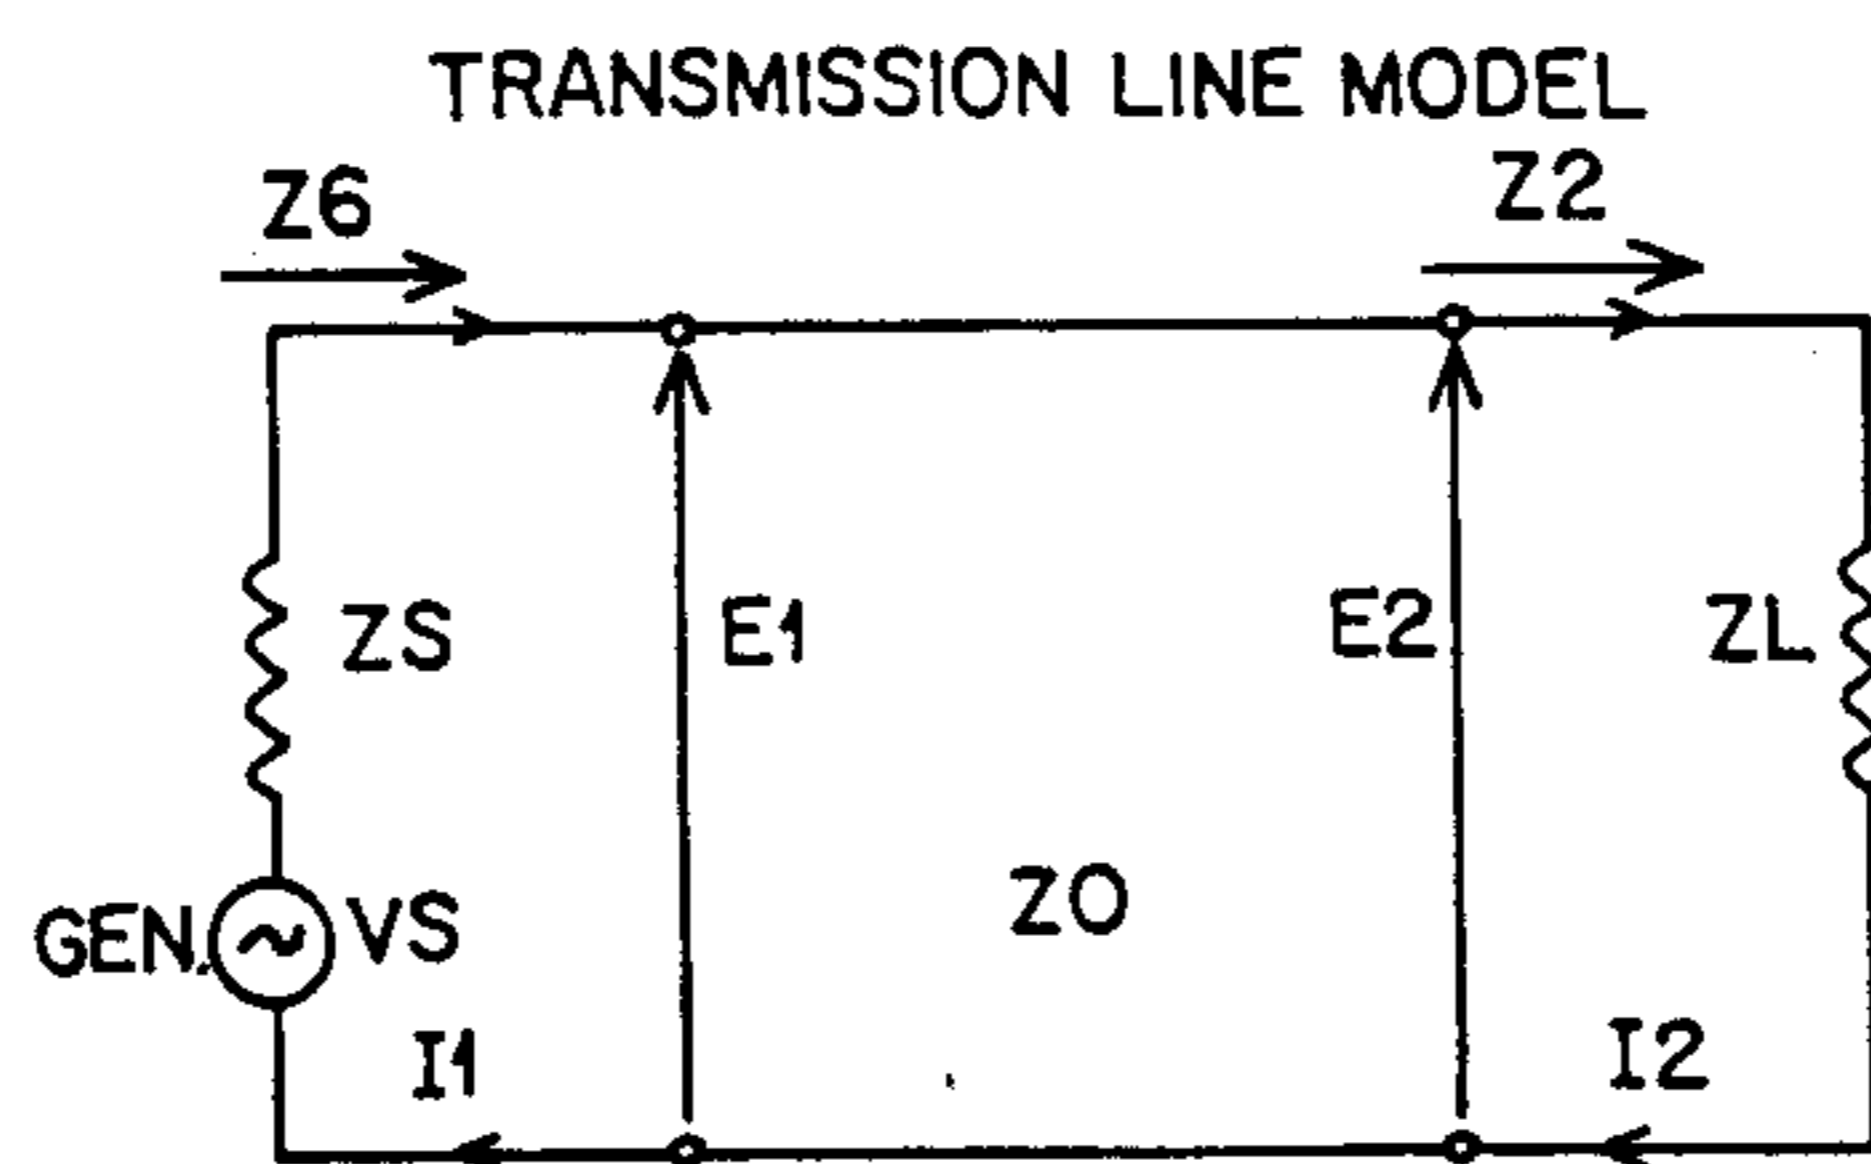 TRANSMISSION LINE MODEL
Z6
Z2
ZS
E1
E2
ZL
ZO
GEN.
VS
I1
I2